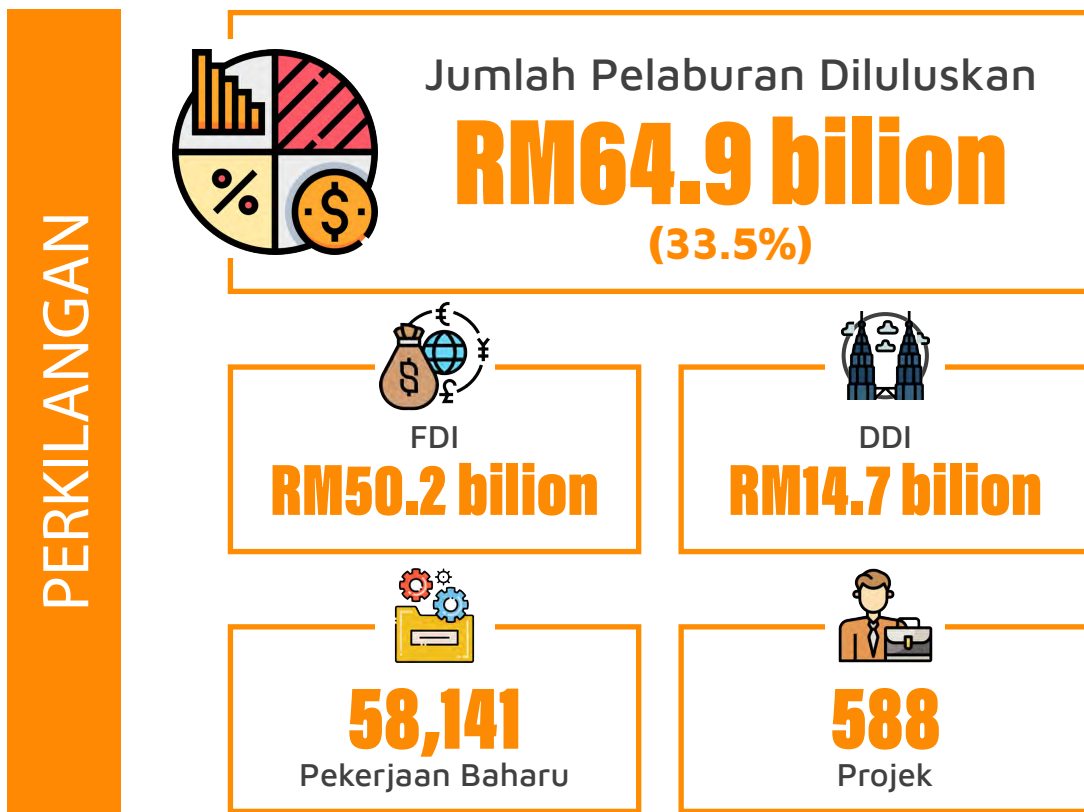 PERKILANGAN
Jumlah Pelaburan Diluluskan
RM64.9 bilion
(33.5%)
FDI
RM50.2 bilion
DDI
RM14.7 bilion
58,141
Pekerjaan Baharu
588
Projek